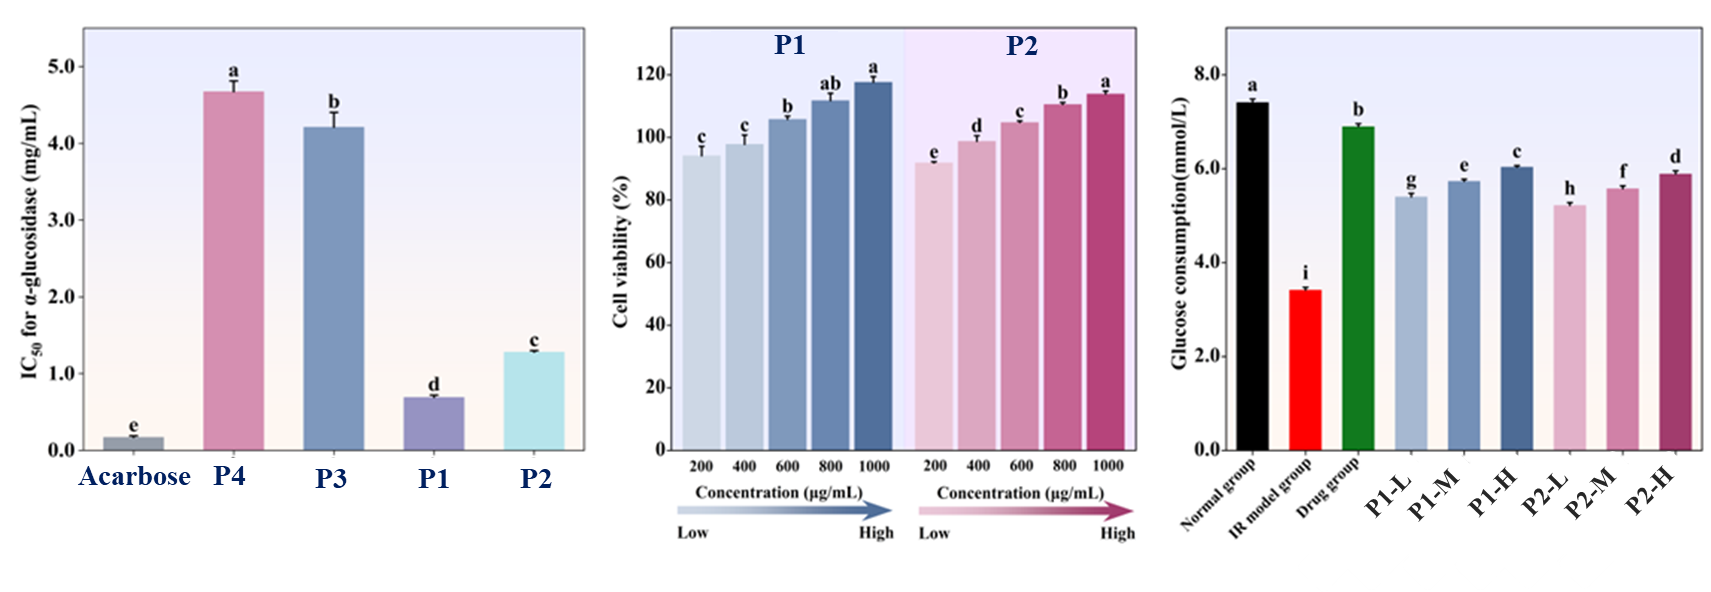 IC50 for α-glucosidase (mg/mL)
5.0
4.0
3.0
2.0
1.0
0.0
e
a
b
d
c
Acarbose P4 P3 P1 P2
Cell viability (%)
120
100
80
60
40
20
0
P1 P2
c c b ab a
e d c b a
200 400 600 800 1000
200 400 600 800 1000
Concentration (μg/mL)
Concentration (μg/mL)
Low High
Low High
Glucose consumption(mmol/L)
8.0
6.0
4.0
2.0
0.0
a
i
b
g
e
c
h
f
d
Normal group
IR model group
Drug group
P1-L
P1-M
P1-H
P2-L
P2-M
P2-H